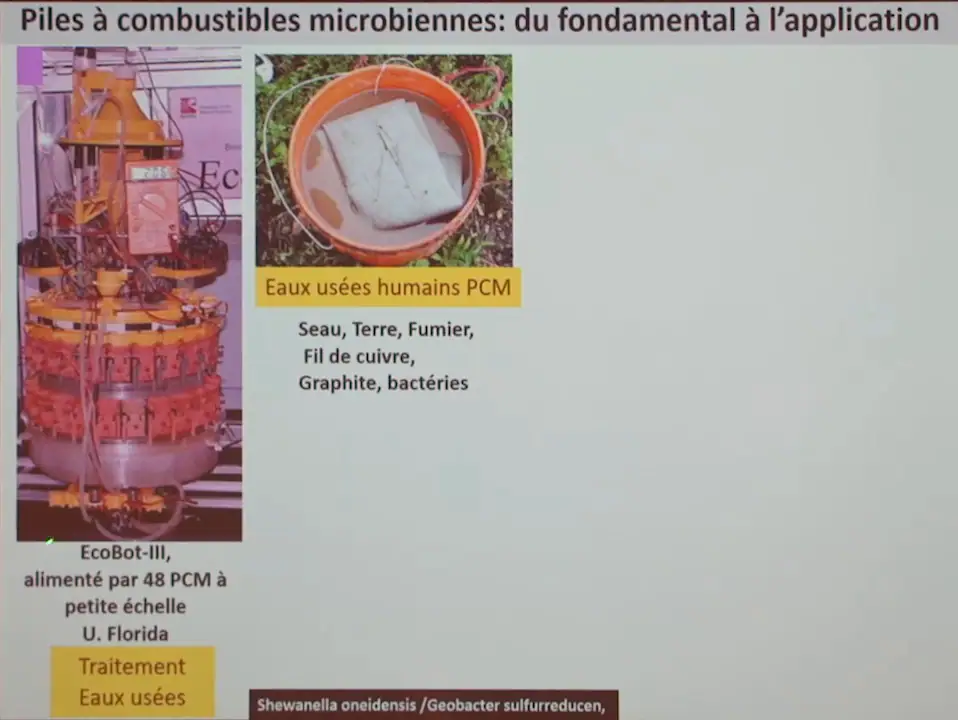 Piles à combustibles microbiennes: du fondamental à l'application
Ec
Eaux usées humains PCM
Seau, Terre, Fumier,
Fil de cuivre,
Graphite, bactéries
EcoBot-III,
alimenté par 48 PCM à
petite échelle
U. Florida
Traitement
Eaux usées
Shewanella oneidensis /Geobacter sulfurreducen,